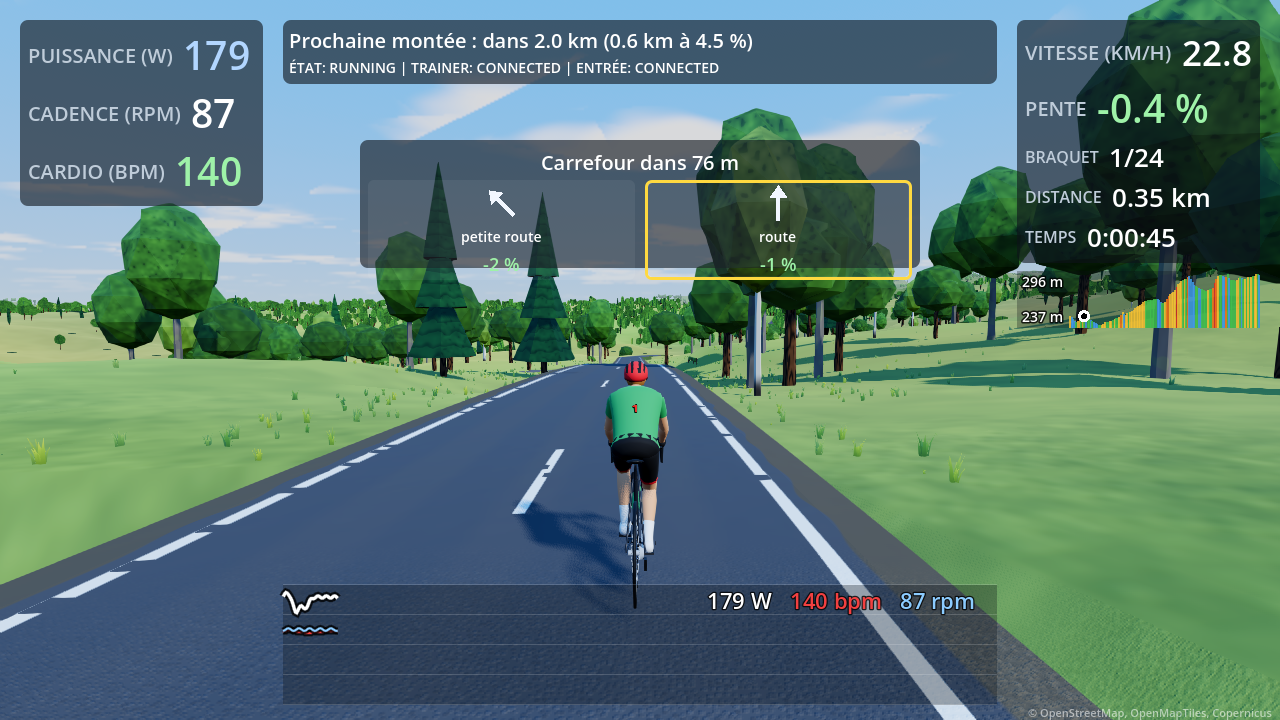 PUISSANCE (W) 179
CADENCE (RPM) 87
CARDIO (BPM) 140
Prochaine montée : dans 2.0 km (0.6 km à 4.5 %)
ÉTAT: RUNNING | TRAINER: CONNECTED | ENTRÉE: CONNECTED
VITESSE (KM/H) 22.8
PENTE -0.4 %
BRAQUET 1/24
DISTANCE 0.35 km
TEMPS 0:00:45
Carrefour dans 76 m
petite route
-2 %
route
-1 %
296 m
237 m
1
179 W 140 bpm 87 rpm
© OpenStreetMap, OpenMapTiles, Copernicus